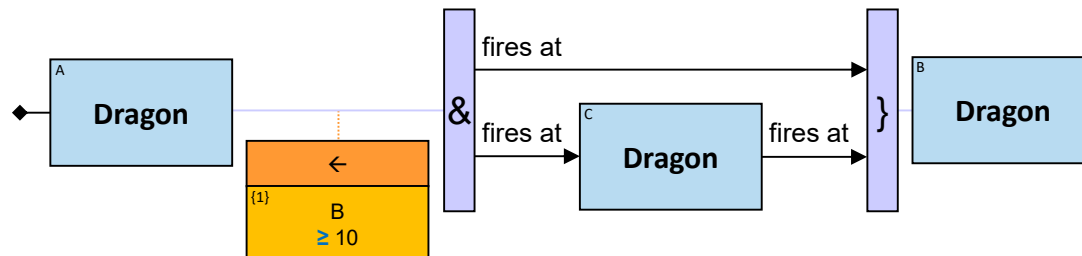 A
Dragon
←
{1}
B
≥ 10
&
fires at
fires at
C
Dragon
fires at
}
B
Dragon